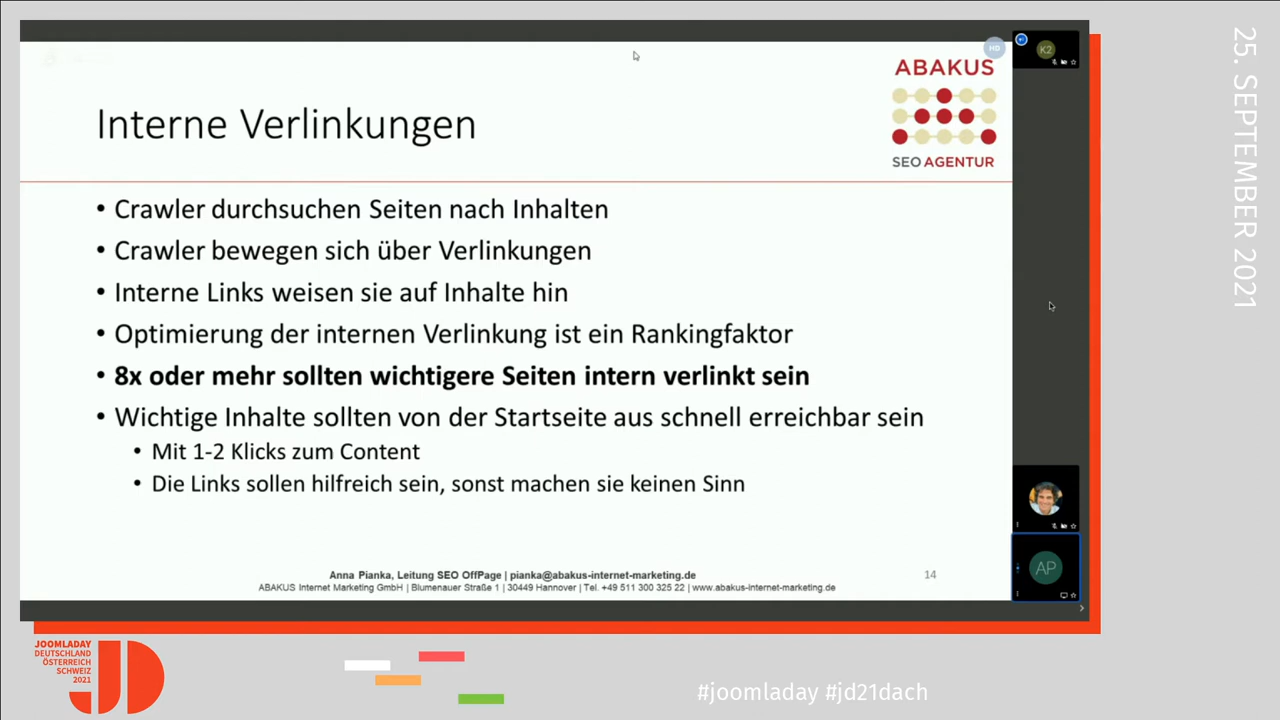 HD
K2
ABAKUS
SEO AGENTUR
Interne Verlinkungen
• Crawler durchsuchen Seiten nach Inhalten
• Crawler bewegen sich über Verlinkungen
• Interne Links weisen sie auf Inhalte hin
• Optimierung der internen Verlinkung ist ein Rankingfaktor
• 8x oder mehr sollten wichtigere Seiten intern verlinkt sein
• Wichtige Inhalte sollten von der Startseite aus schnell erreichbar sein
• Mit 1-2 Klicks zum Content
• Die Links sollen hilfreich sein, sonst machen sie keinen Sinn
Anna Pianka, Leitung SEO OffPage | pianka@abakus-internet-marketing.de
14
ABAKUS Internet Marketing GmbH | Blumenauer Straße 1 | 30449 Hannover | Tel. +49 511 300 325 22 | www.abakus-internet-marketing.de
AP
25. SEPTEMBER 2021
JOOMLADAY
DEUTSCHLAND
ÖSTERREICH
SCHWEIZ
2021
JD
#joomladay #jd21dach